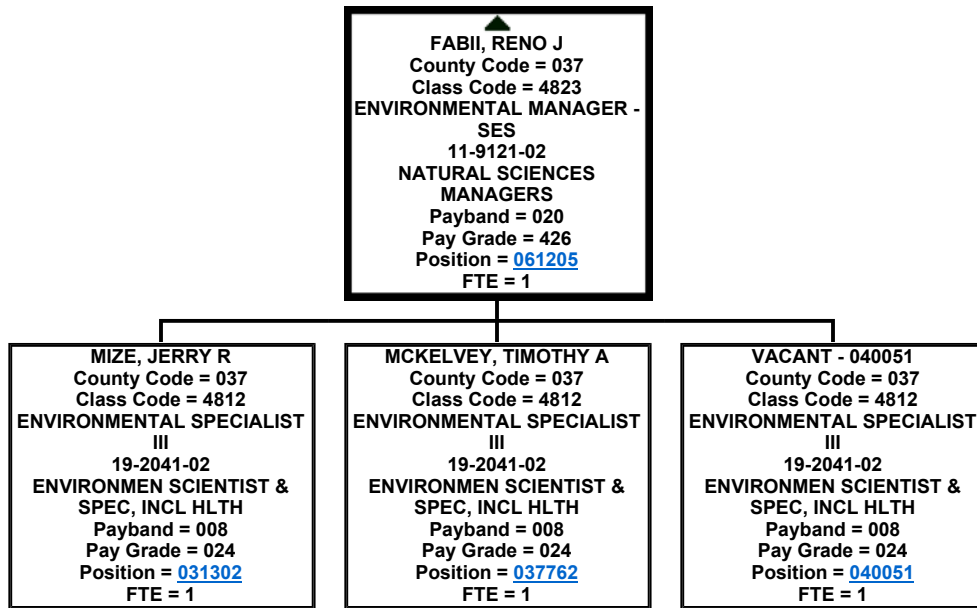 FABII, RENO J
County Code = 037
Class Code = 4823
ENVIRONMENTAL MANAGER -
SES
11-9121-02
NATURAL SCIENCES
MANAGERS
Payband = 020
Pay Grade = 426
Position = 061205
FTE = 1
MIZE, JERRY R
County Code = 037
Class Code = 4812
ENVIRONMENTAL SPECIALIST
III
19-2041-02
ENVIRONMEN SCIENTIST &
SPEC, INCL HLTH
Payband = 008
Pay Grade = 024
Position = 031302
FTE = 1
MCKELVEY, TIMOTHY A
County Code = 037
Class Code = 4812
ENVIRONMENTAL SPECIALIST
III
19-2041-02
ENVIRONMEN SCIENTIST &
SPEC, INCL HLTH
Payband = 008
Pay Grade = 024
Position = 037762
FTE = 1
VACANT - 040051
County Code = 037
Class Code = 4812
ENVIRONMENTAL SPECIALIST
III
19-2041-02
ENVIRONMEN SCIENTIST &
SPEC, INCL HLTH
Payband = 008
Pay Grade = 024
Position = 040051
FTE = 1